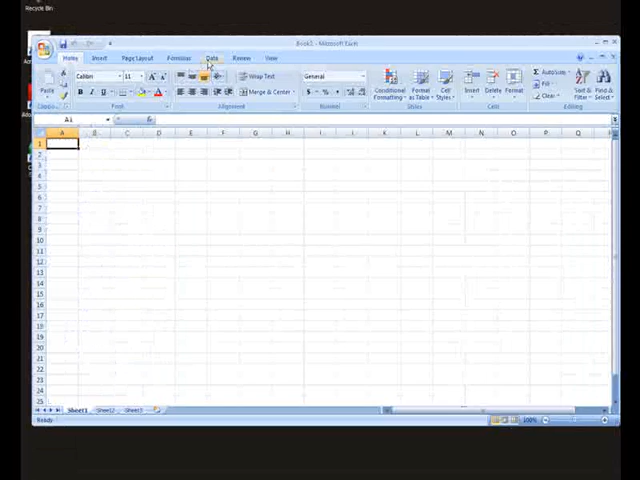 Recycle Bin
Book1 - Microsoft Excel
Home Insert Page Layout Formulas Data Review View
Calibri 11 Wrap Text General Conditional Formatting Format as Table Cell Styles Insert Delete Format AutoSum Fill Clear Sort & Filter Find & Select
B I U Merge & Center $ % ,
Clipboard Font Alignment Number Styles Cells Editing
A1 fx
A B C D E F G H I J K L M N O P Q
1
2
3
4
5
6
7
8
9
10
11
12
13
14
15
16
17
18
19
20
21
22
23
24
25
Sheet1 Sheet2 Sheet3
Ready 100%